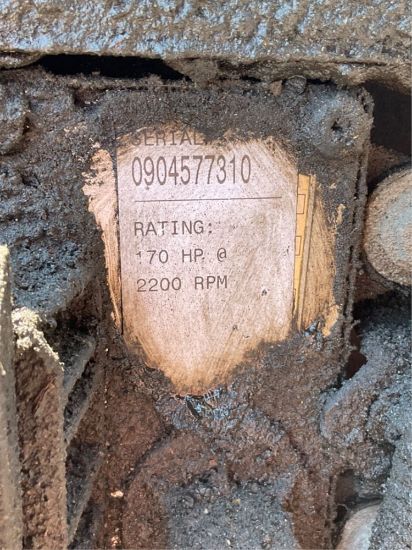 SERIAL
0904577310
RATING:
170 HP @
2200 RPM